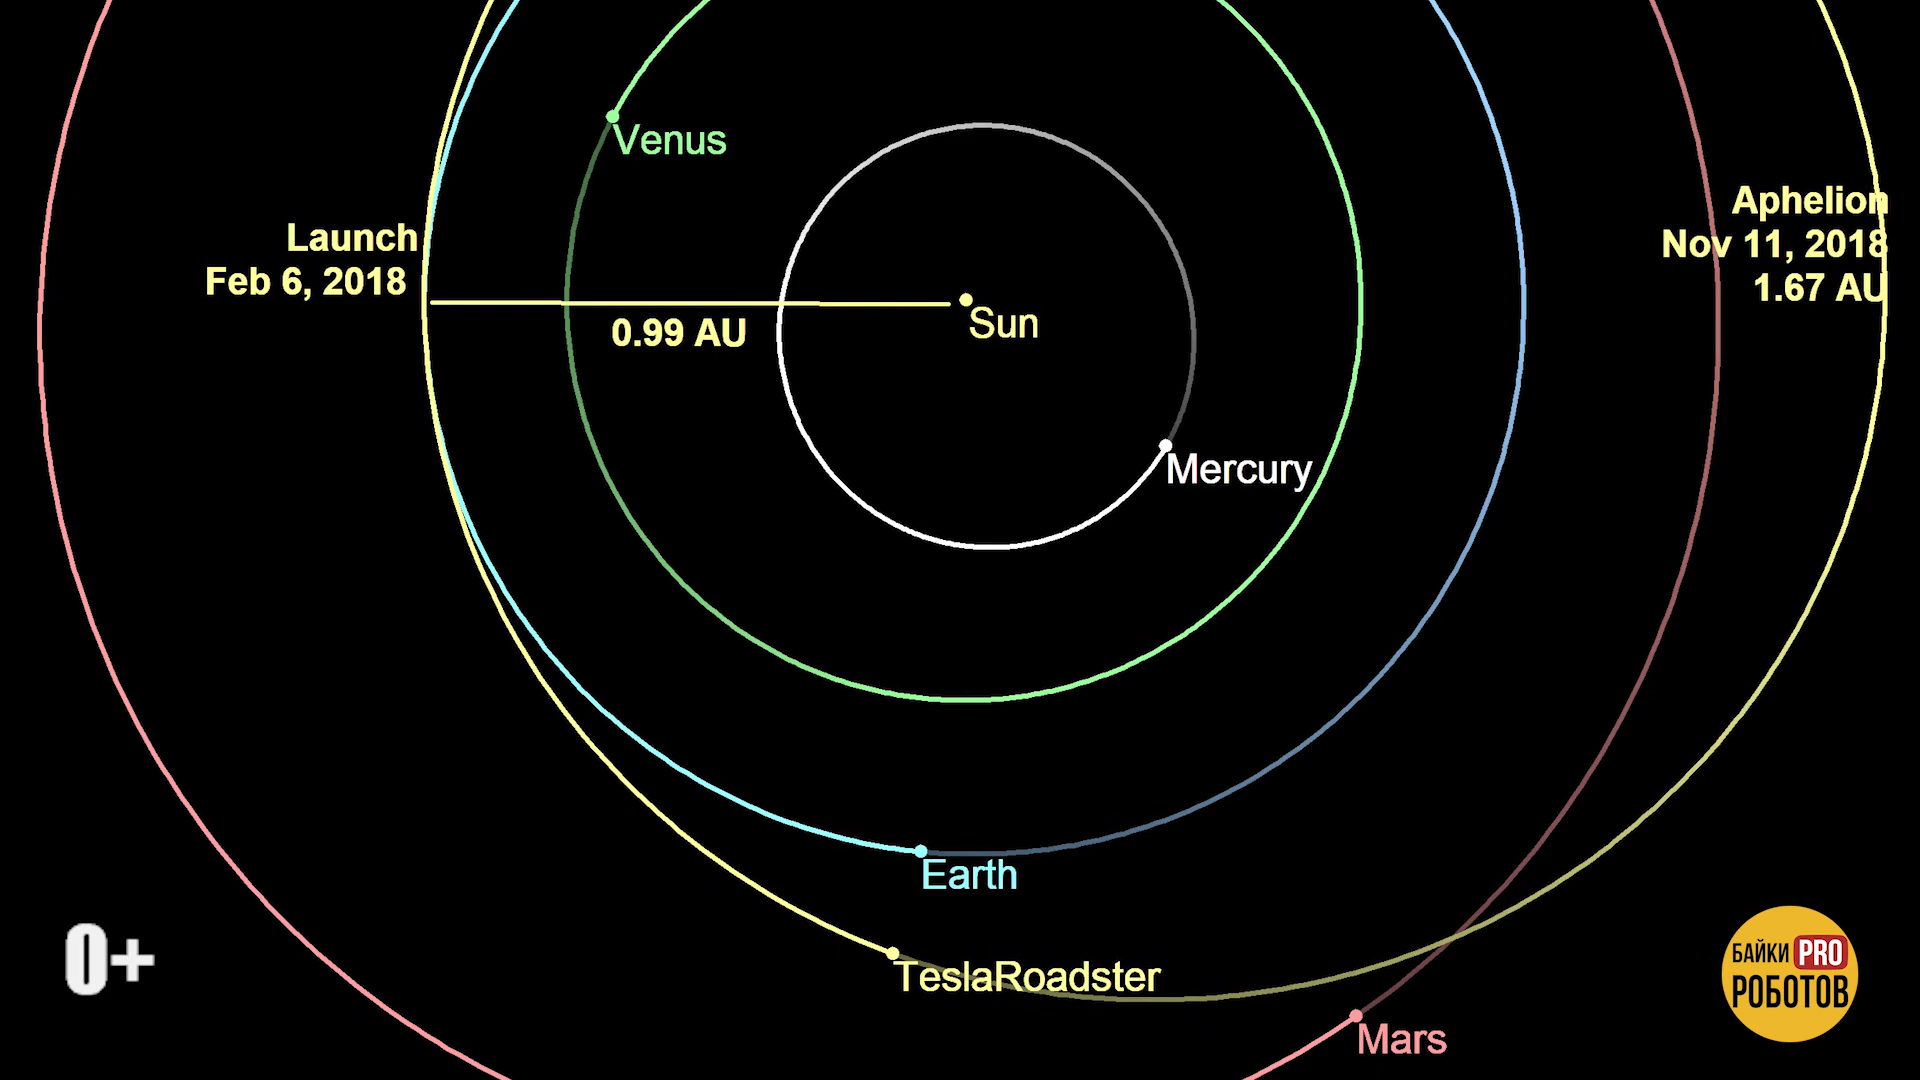 Venus
Launch
Feb 6, 2018
0.99 AU
Sun
Aphelion
Nov 11, 2018
1.67 AU
Mercury
Earth
TeslaRoadster
Mars
0+
БАЙКИ PRO
РОБОТОВ